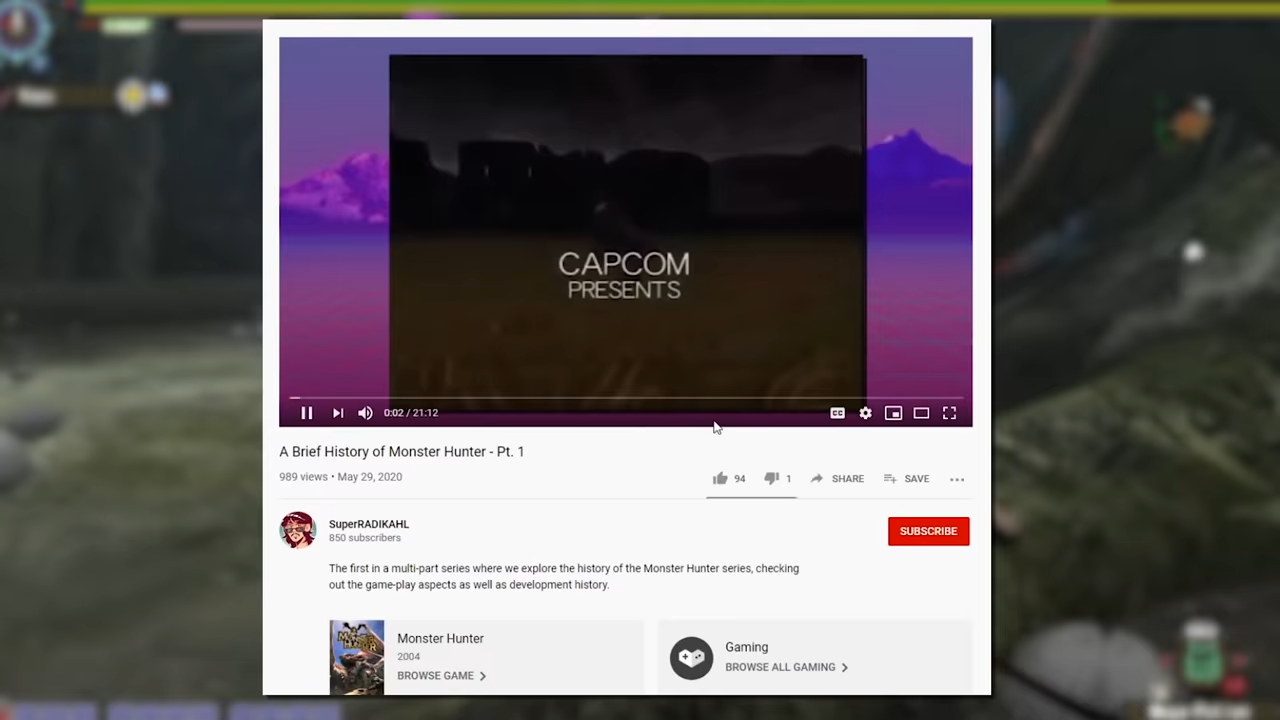 CAPCOM
PRESENTS
0:02 / 21:12
CC
A Brief History of Monster Hunter - Pt. 1
989 views • May 29, 2020
94
1
SHARE
SAVE
SuperRADIKAHL
850 subscribers
SUBSCRIBE
The first in a multi-part series where we explore the history of the Monster Hunter series, checking
out the game-play aspects as well as development history.
MONSTER
HUNTER
Monster Hunter
2004
BROWSE GAME
Gaming
BROWSE ALL GAMING